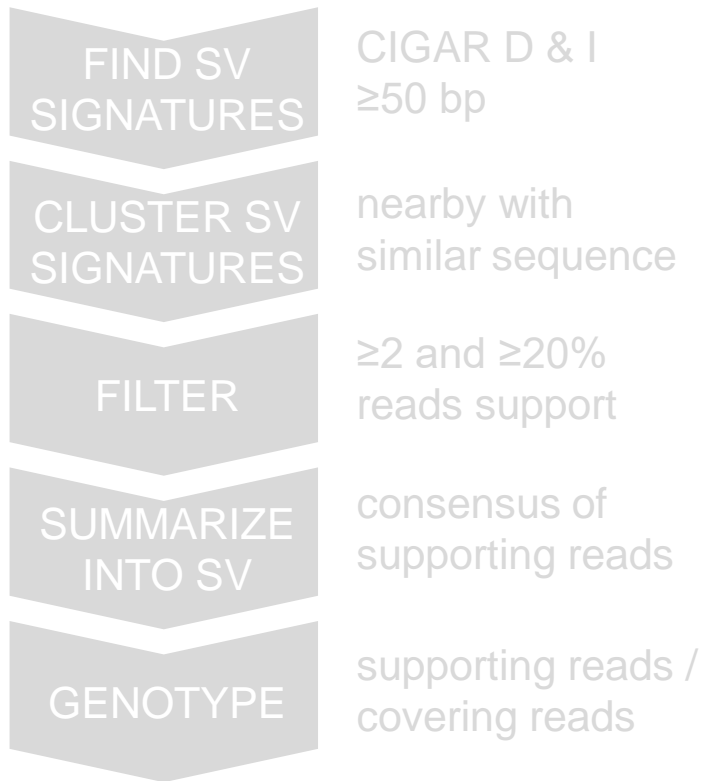 FIND SV
SIGNATURES
CIGAR D & I
≥50 bp
CLUSTER SV
SIGNATURES
nearby with
similar sequence
FILTER
≥2 and ≥20%
reads support
SUMMARIZE
INTO SV
consensus of
supporting reads
GENOTYPE
supporting reads /
covering reads